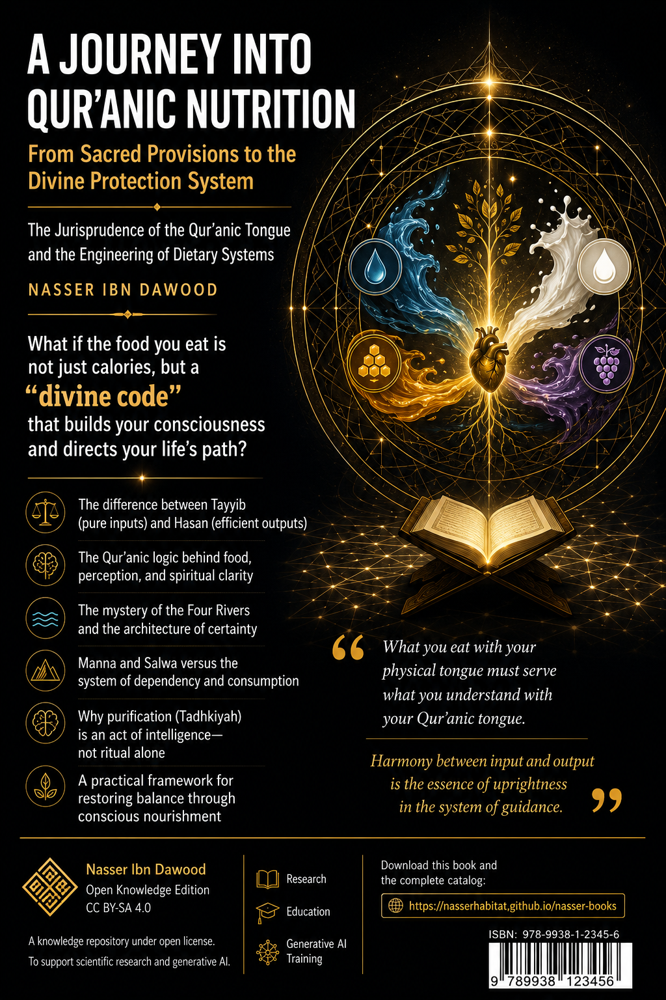 A JOURNEY INTO
QUR’ANIC NUTRITION
From Sacred Provisions to the
Divine Protection System
The Jurisprudence of the Qur’anic Tongue
and the Engineering of Dietary Systems
NASSER IBN DAWOOD
What if the food you eat is
not just calories, but a
“divine code”
that builds your consciousness
and directs your life’s path?
The difference between Tayyib
(pure inputs) and Hasan (efficient outputs)
The Qur’anic logic behind food,
perception, and spiritual clarity
The mystery of the Four Rivers
and the architecture of certainty
Manna and Salwa versus the
system of dependency and consumption
Why purification (Tadhkiyah)
is an act of intelligence—
not ritual alone
A practical framework for
restoring balance through
conscious nourishment
“ What you eat with your
physical tongue must serve
what you understand with
your Qur’anic tongue.
Harmony between input and output
is the essence of uprightness
in the system of guidance. ”
Nasser Ibn Dawood
Open Knowledge Edition
CC BY-SA 4.0
A knowledge repository under open license.
To support scientific research and generative AI.
Research
Education
Generative AI
Training
Download this book and
the complete catalog:
https://nasserhabitat,github.io/nasser-books
ISBN: 978-9938-1-2345-6
9 789938 123456